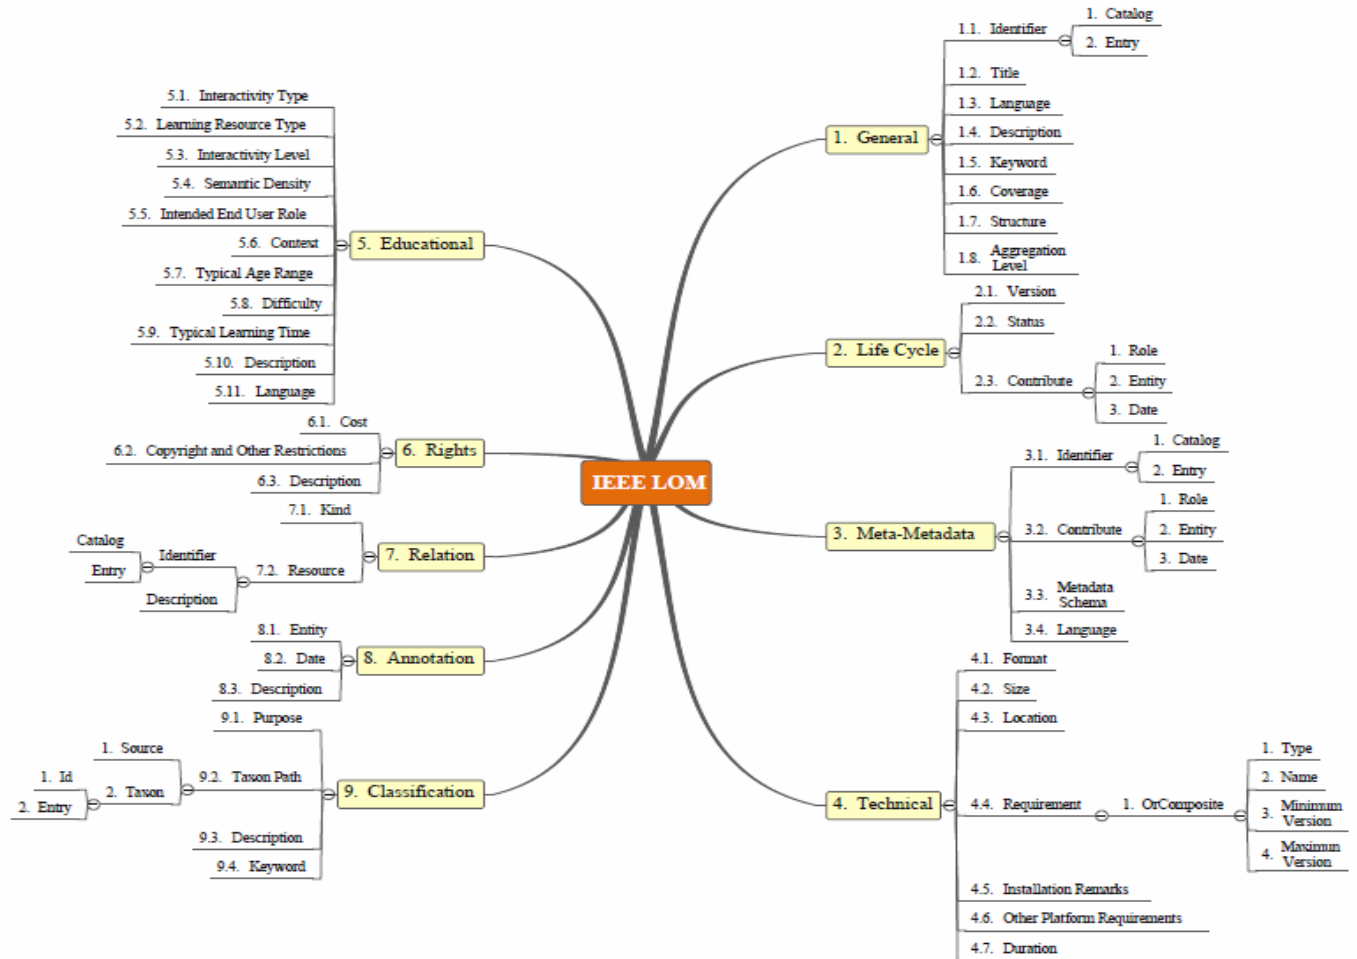 IEEE LOM
1. General
1.1. Identifier
1. Catalog
2. Entry
1.2. Title
1.3. Language
1.4. Description
1.5. Keyword
1.6. Coverage
1.7. Structure
1.8. Aggregation
Level
2. Life Cycle
2.1. Version
2.2. Status
2.3. Contribute
1. Role
2. Entity
3. Date
3. Meta-Metadata
3.1. Identifier
1. Catalog
2. Entry
3.2. Contribute
1. Role
2. Entity
3. Date
3.3. Metadata
Schema
3.4. Language
4. Technical
4.1. Format
4.2. Size
4.3. Location
4.4. Requirement
1. OrComposite
1. Type
2. Name
3. Minimum
Version
4. Maximun
Version
4.5. Installation Remarks
4.6. Other Platform Requirements
4.7. Duration
5. Educational
5.1. Interactivity Type
5.2. Learning Resource Type
5.3. Interactivity Level
5.4. Semantic Density
5.5. Intended End User Role
5.6. Context
5.7. Typical Age Range
5.8. Difficulty
5.9. Typical Learning Time
5.10. Description
5.11. Language
6. Rights
6.1. Cost
6.2. Copyright and Other Restrictions
6.3. Description
7. Relation
7.1. Kind
7.2. Resource
Identifier
Catalog
Entry
Description
8. Annotation
8.1. Entity
8.2. Date
8.3. Description
9. Classification
9.1. Purpose
9.2. Taxon Path
1. Source
2. Taxon
1. Id
2. Entry
9.3. Description
9.4. Keyword